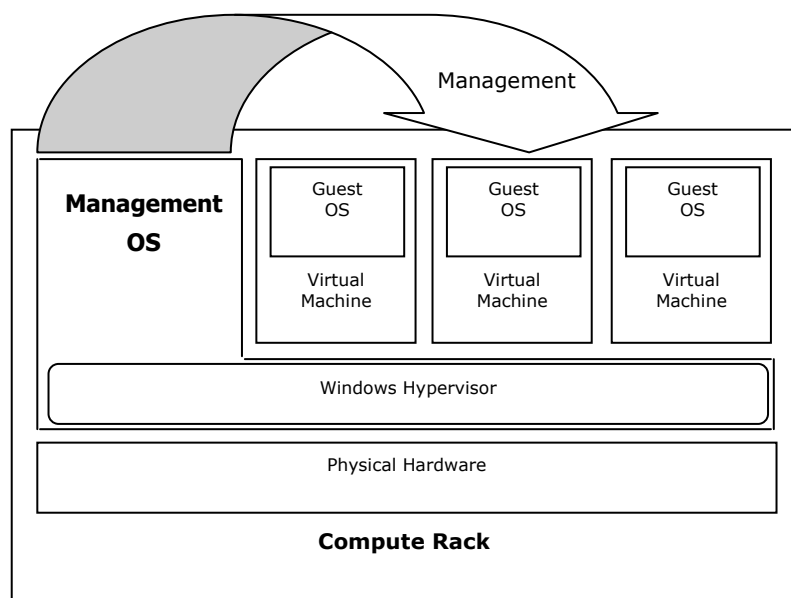 Management
Management
OS
Guest
OS
Virtual
Machine
Guest
OS
Virtual
Machine
Guest
OS
Virtual
Machine
Windows Hypervisor
Physical Hardware
Compute Rack